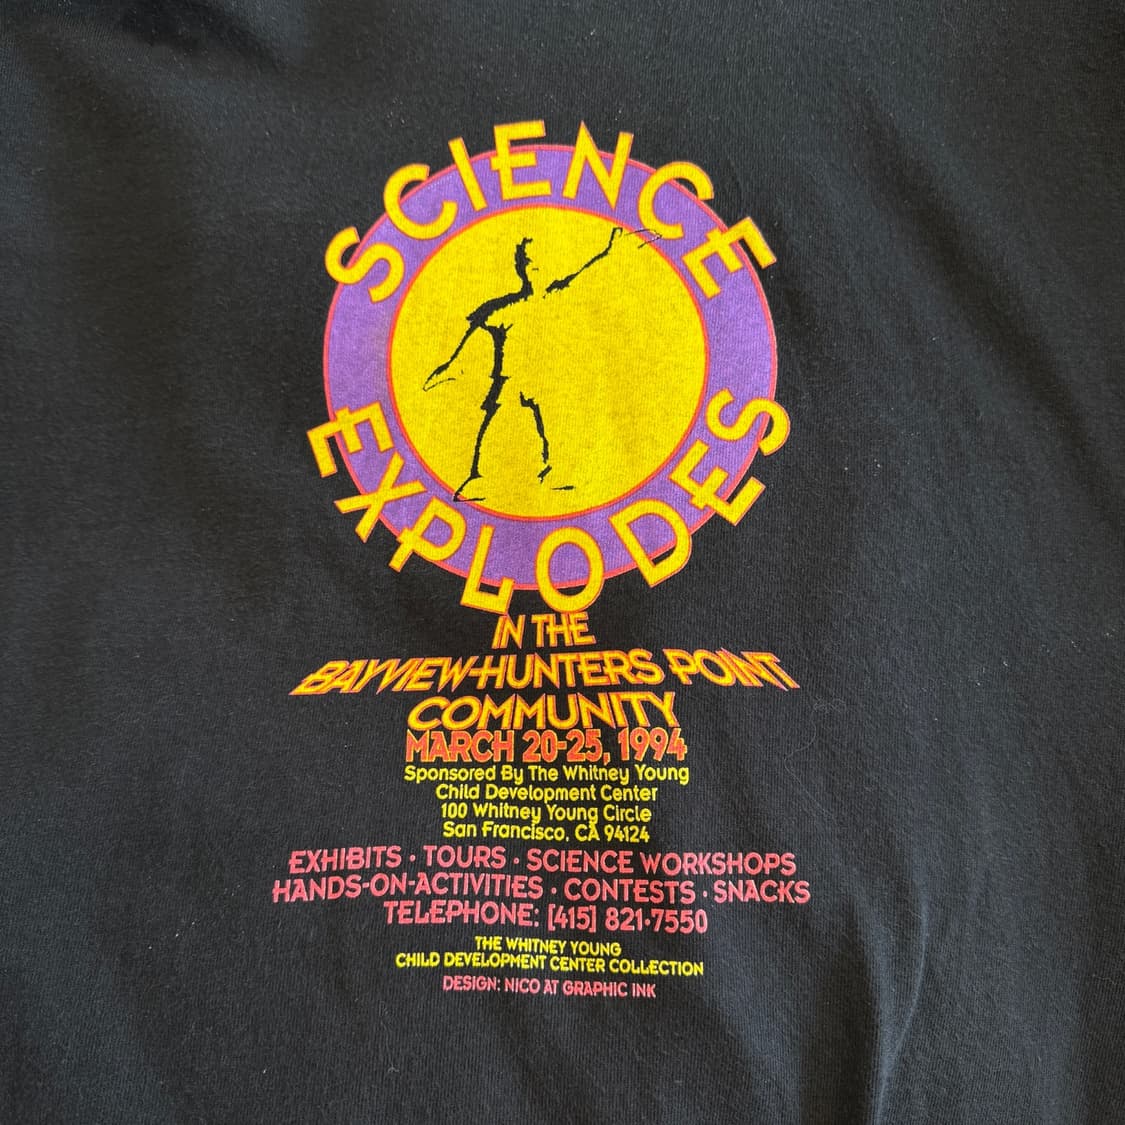 SCIENCE
EXPLODES
IN THE
BAYVIEW-HUNTERS POINT
COMMUNITY
MARCH 20-25, 1994
Sponsored By The Whitney Young
Child Development Center
100 Whitney Young Circle
San Francisco, CA 94124
EXHIBITS · TOURS · SCIENCE WORKSHOPS
HANDS-ON-ACTIVITIES · CONTESTS · SNACKS
TELEPHONE: [415] 821·7550
THE WHITNEY YOUNG
CHILD DEVELOPMENT CENTER COLLECTION
DESIGN: NICO AT GRAPHIC INK